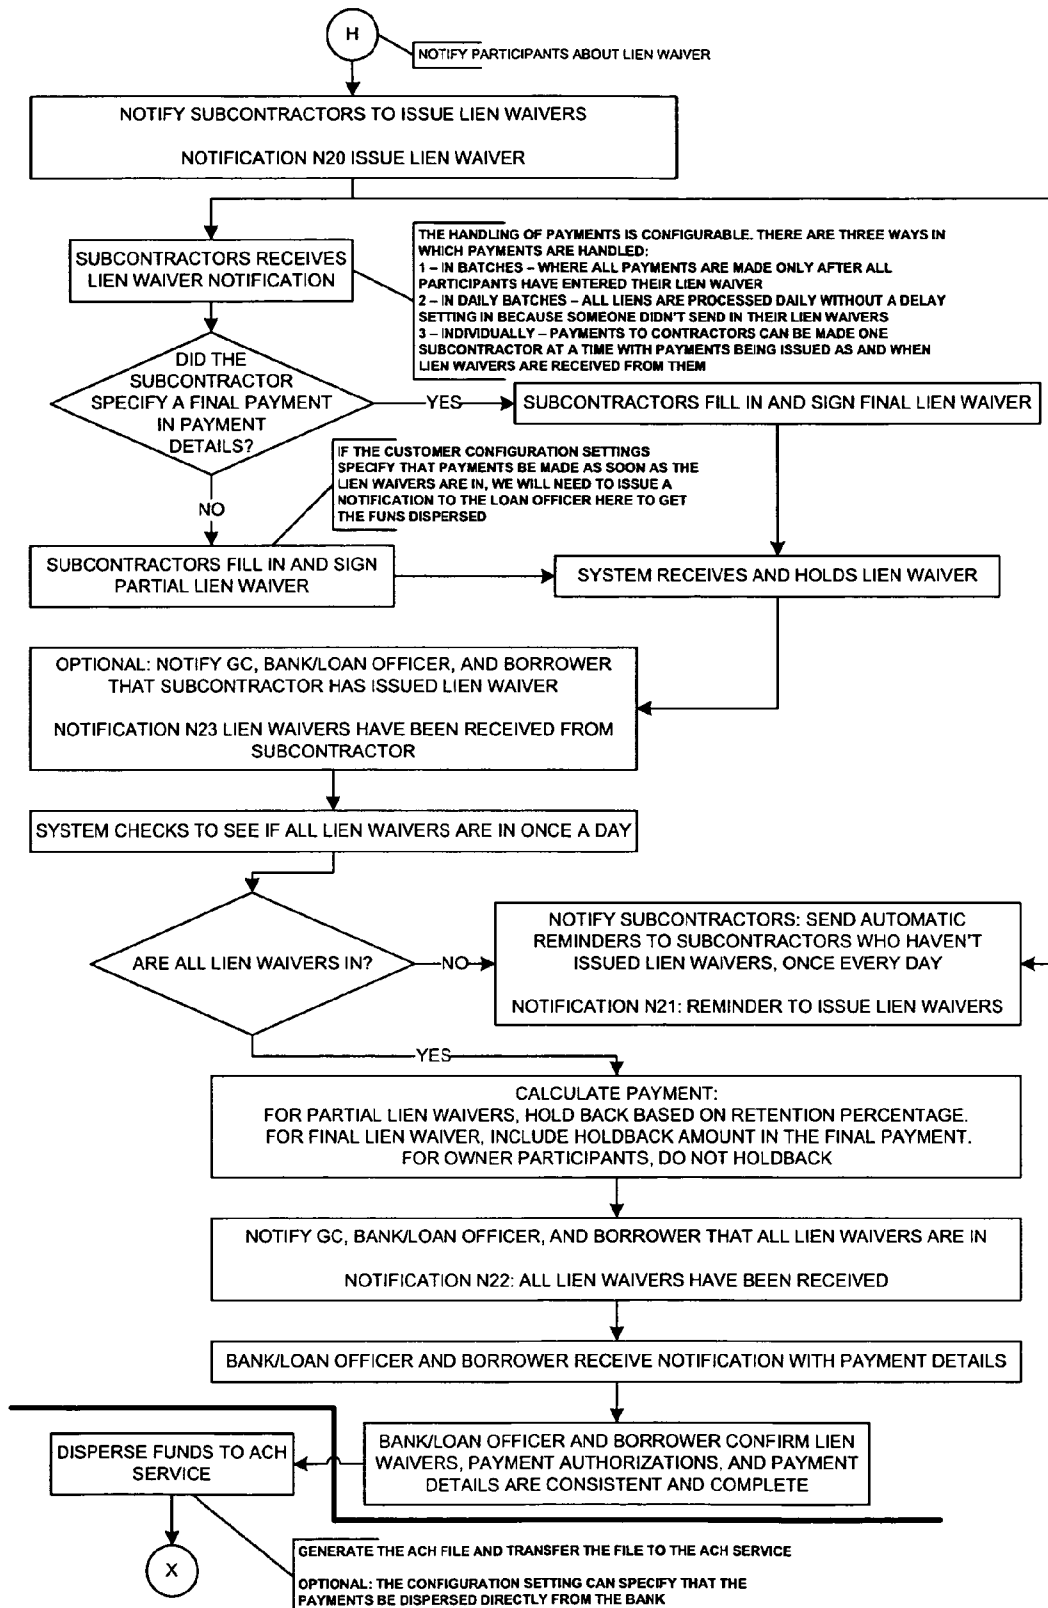 H
NOTIFY PARTICIPANTS ABOUT LIEN WAIVER
NOTIFY SUBCONTRACTORS TO ISSUE LIEN WAIVERS
NOTIFICATION N20 ISSUE LIEN WAIVER
SUBCONTRACTORS RECEIVES
LIEN WAIVER NOTIFICATION
THE HANDLING OF PAYMENTS IS CONFIGURABLE. THERE ARE THREE WAYS IN
WHICH PAYMENTS ARE HANDLED:
1 – IN BATCHES – WHERE ALL PAYMENTS ARE MADE ONLY AFTER ALL
PARTICIPANTS HAVE ENTERED THEIR LIEN WAIVER
2 – IN DAILY BATCHES – ALL LIENS ARE PROCESSED DAILY WITHOUT A DELAY
SETTING IN BECAUSE SOMEONE DIDN'T SEND IN THEIR LIEN WAIVERS
3 – INDIVIDUALLY – PAYMENTS TO CONTRACTORS CAN BE MADE ONE
SUBCONTRACTOR AT A TIME WITH PAYMENTS BEING ISSUED AS AND WHEN
LIEN WAIVERS ARE RECEIVED FROM THEM
DID THE
SUBCONTRACTOR
SPECIFY A FINAL PAYMENT
IN PAYMENT
DETAILS?
YES
SUBCONTRACTORS FILL IN AND SIGN FINAL LIEN WAIVER
IF THE CUSTOMER CONFIGURATION SETTINGS
SPECIFY THAT PAYMENTS BE MADE AS SOON AS THE
LIEN WAIVERS ARE IN, WE WILL NEED TO ISSUE A
NOTIFICATION TO THE LOAN OFFICER HERE TO GET
THE FUNS DISPERSED
NO
SUBCONTRACTORS FILL IN AND SIGN
PARTIAL LIEN WAIVER
SYSTEM RECEIVES AND HOLDS LIEN WAIVER
OPTIONAL: NOTIFY GC, BANK/LOAN OFFICER, AND BORROWER
THAT SUBCONTRACTOR HAS ISSUED LIEN WAIVER
NOTIFICATION N23 LIEN WAIVERS HAVE BEEN RECEIVED FROM
SUBCONTRACTOR
SYSTEM CHECKS TO SEE IF ALL LIEN WAIVERS ARE IN ONCE A DAY
ARE ALL LIEN WAIVERS IN?
NO
NOTIFY SUBCONTRACTORS: SEND AUTOMATIC
REMINDERS TO SUBCONTRACTORS WHO HAVEN'T
ISSUED LIEN WAIVERS, ONCE EVERY DAY
NOTIFICATION N21: REMINDER TO ISSUE LIEN WAIVERS
YES
CALCULATE PAYMENT:
FOR PARTIAL LIEN WAIVERS, HOLD BACK BASED ON RETENTION PERCENTAGE.
FOR FINAL LIEN WAIVER, INCLUDE HOLDBACK AMOUNT IN THE FINAL PAYMENT.
FOR OWNER PARTICIPANTS, DO NOT HOLDBACK
NOTIFY GC, BANK/LOAN OFFICER, AND BORROWER THAT ALL LIEN WAIVERS ARE IN
NOTIFICATION N22: ALL LIEN WAIVERS HAVE BEEN RECEIVED
BANK/LOAN OFFICER AND BORROWER RECEIVE NOTIFICATION WITH PAYMENT DETAILS
BANK/LOAN OFFICER AND BORROWER CONFIRM LIEN
WAIVERS, PAYMENT AUTHORIZATIONS, AND PAYMENT
DETAILS ARE CONSISTENT AND COMPLETE
DISPERSE FUNDS TO ACH
SERVICE
X
GENERATE THE ACH FILE AND TRANSFER THE FILE TO THE ACH SERVICE
OPTIONAL: THE CONFIGURATION SETTING CAN SPECIFY THAT THE
PAYMENTS BE DISPERSED DIRECTLY FROM THE BANK